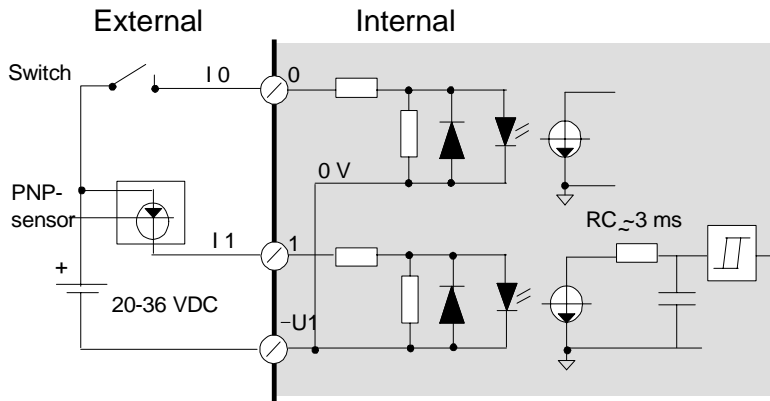 External Internal
Switch
I 0
0
0 V
PNP-
sensor
I 1
1
RC ~3 ms
+
20-36 VDC
–U1